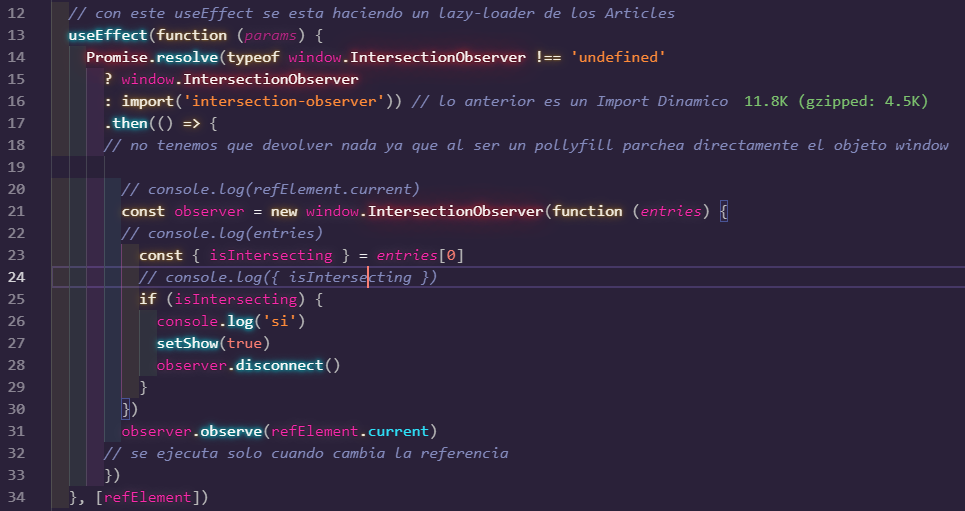 12 // con este useEffect se esta haciendo un lazy-loader de los Articles
13 useEffect(function (params) {
14 Promise.resolve(typeof window.IntersectionObserver !== 'undefined'
15 ? window.IntersectionObserver
16 : import('intersection-observer')) // lo anterior es un Import Dinamico 11.8K (gzipped: 4.5K)
17 .then(() => {
18 // no tenemos que devolver nada ya que al ser un pollyfill parchea directamente el objeto window
19
20 // console.log(refElement.current)
21 const observer = new window.IntersectionObserver(function (entries) {
22 // console.log(entries)
23 const { isIntersecting } = entries[0]
24 // console.log({ isIntersecting })
25 if (isIntersecting) {
26 console.log('si')
27 setShow(true)
28 observer.disconnect()
29 }
30 })
31 observer.observe(refElement.current)
32 // se ejecuta solo cuando cambia la referencia
33 })
34 }, [refElement])